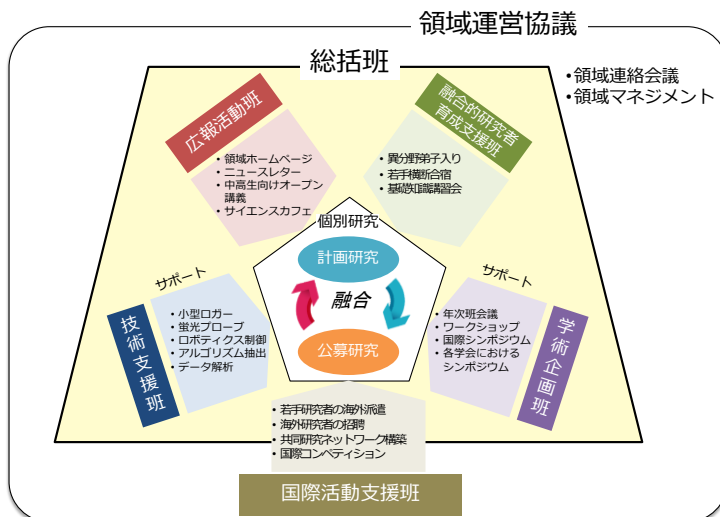 領域運営協議
総括班
・領域連絡会議
・領域マネジメント
広報活動班
• 領域ホームページ
• ニュースレター
• 中高生向けオープン
講義
• サイエンスカフェ
融合的研究者
育成支援班
• 異分野弟子入り
• 若手横断合宿
• 基礎知識講習会
個別研究
計画研究
融合
公募研究
サポート
技術支援班
• 小型ロガー
• 蛍光プローブ
• ロボティクス制御
• アルゴリズム抽出
• データ解析
サポート
学術企画班
• 年次班会議
• ワークショップ
• 国際シンポジウム
• 各学会における
シンポジウム
• 若手研究者の海外派遣
• 海外研究者の招聘
• 共同研究ネットワーク構築
• 国際コンペティション
国際活動支援班